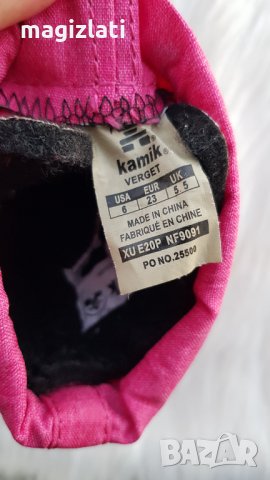 magizlati
kamik®
VERGET
USA EUR UK
6 23 5.5
MADE IN CHINA
FABRIQUÉ EN CHINE
XU E20P NF9091
PO NO.25500
BAZAR